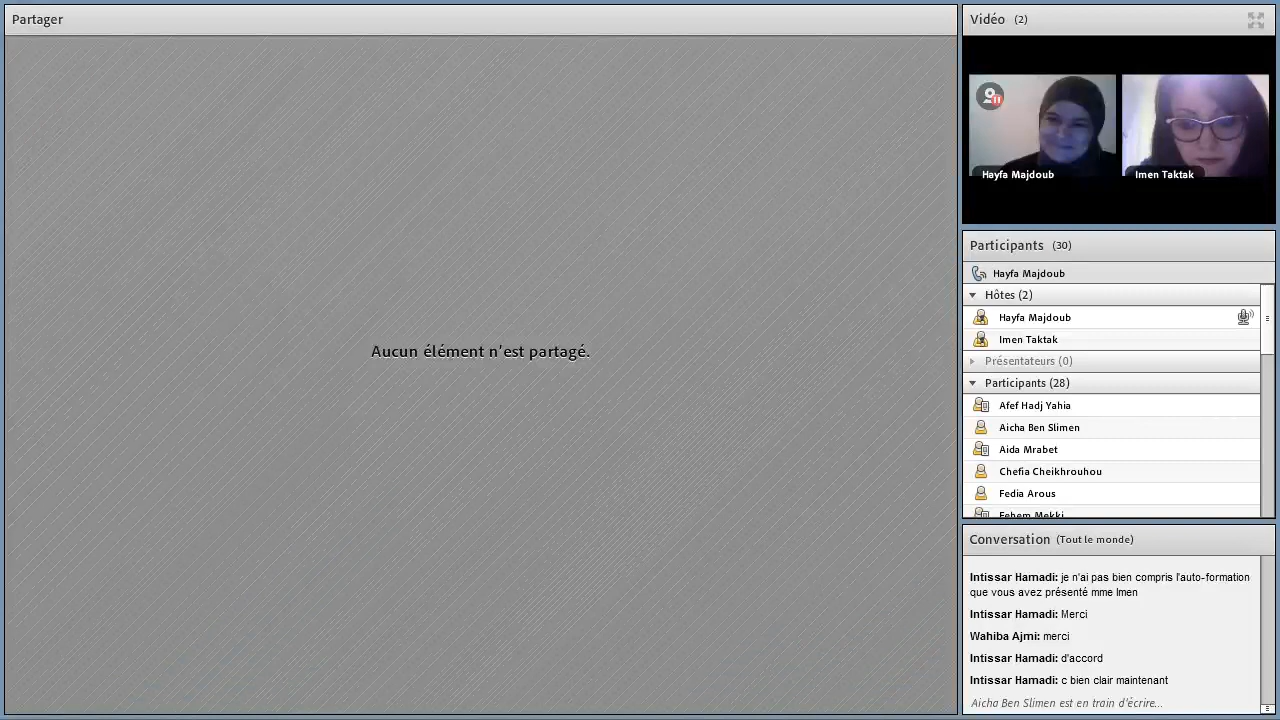 Partager
Aucun élément n'est partagé.
Vidéo (2)
Hayfa Majdoub
Imen Taktak
Participants (30)
Hayfa Majdoub
Hôtes (2)
Hayfa Majdoub
Imen Taktak
Présentateurs (0)
Participants (28)
Afef Hadj Yahia
Aicha Ben Slimen
Aida Mrabet
Chefia Cheikhrouhou
Fedia Arous
Fehem Mekki
Conversation (Tout le monde)
Intissar Hamadi: je n'ai pas bien compris l'auto-formation
que vous avez présenté mme Imen
Intissar Hamadi: Merci
Wahiba Ajmi: merci
Intissar Hamadi: d'accord
Intissar Hamadi: c bien clair maintenant
Aicha Ben Slimen est en train d'écrire...